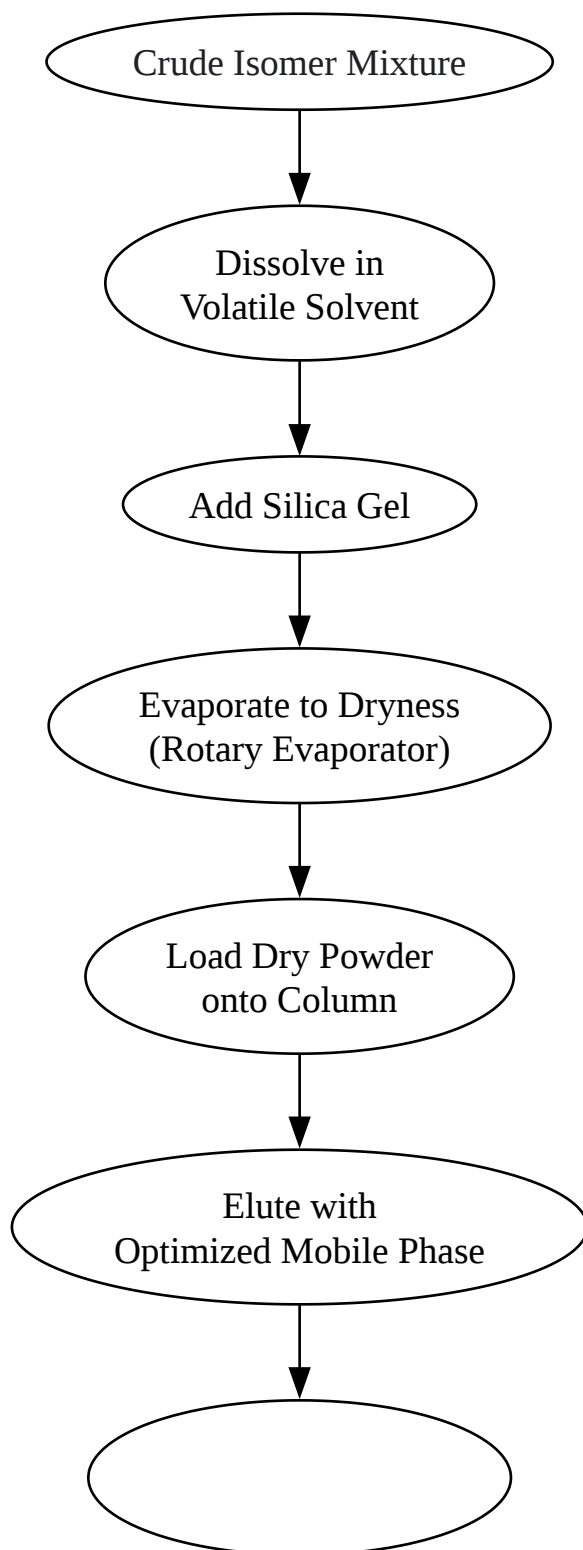 Crude Isomer Mixture
Dissolve in
Volatile Solvent
Add Silica Gel
Evaporate to Dryness
(Rotary Evaporator)
Load Dry Powder
onto Column
Elute with
Optimized Mobile Phase